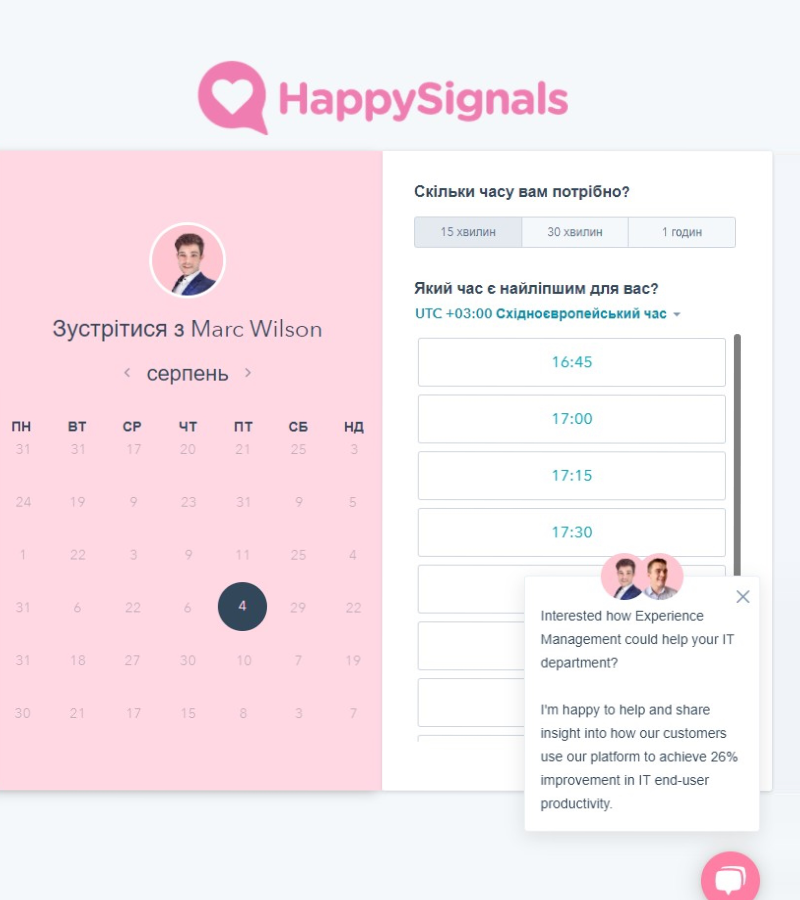 HappySignals
Зустрітися з Marc Wilson
серпень
ПН ВТ СР ЧТ ПТ СБ НД
31 31 17 20 21 25 3
24 19 9 23 31 9 5
1 22 3 9 11 25 4
31 6 22 6 4 29 22
31 18 27 30 10 7 19
30 21 17 15 8 3 7
Скільки часу вам потрібно?
15 хвилин 30 хвилин 1 годин
Який час є найліпшим для вас?
UTC +03:00 Східноєвропейський час
16:45
17:00
17:15
17:30
Interested how Experience
Management could help your IT
department?
I'm happy to help and share
insight into how our customers
use our platform to achieve 26%
improvement in IT end-user
productivity.